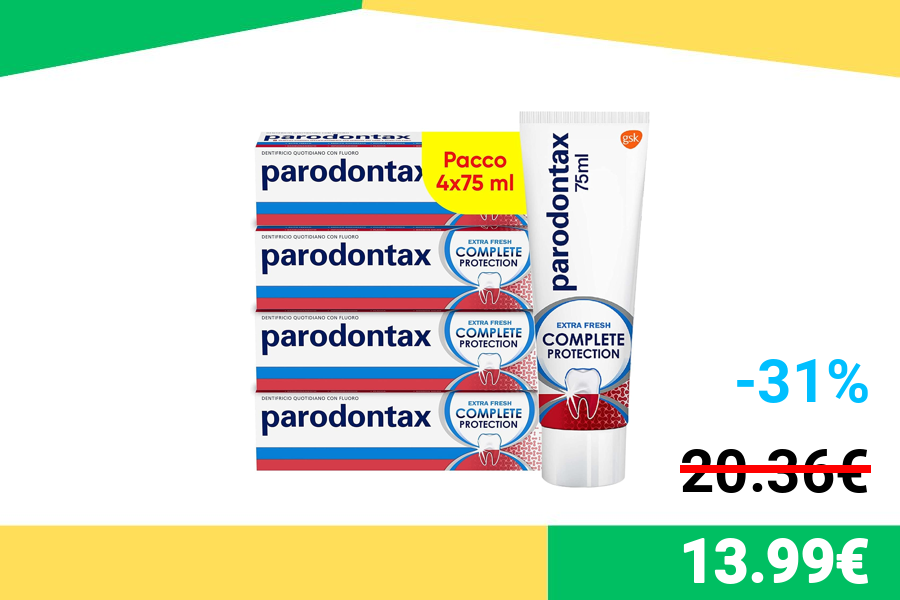 parodontax
DENTIFRICIO QUOTIDIANO CON FLUORO
parodontax
Pacco
4x75 ml
DENTIFRICIO QUOTIDIANO CON FLUORO
parodontax
EXTRA FRESH
COMPLETE
PROTECTION
DENTIFRICIO QUOTIDIANO CON FLUORO
parodontax
EXTRA FRESH
COMPLETE
PROTECTION
DENTIFRICIO QUOTIDIANO CON FLUORO
parodontax
EXTRA FRESH
COMPLETE
PROTECTION
gsk
parodontax
75ml
EXTRA FRESH
COMPLETE
PROTECTION
-31%
20.36€
13.99€